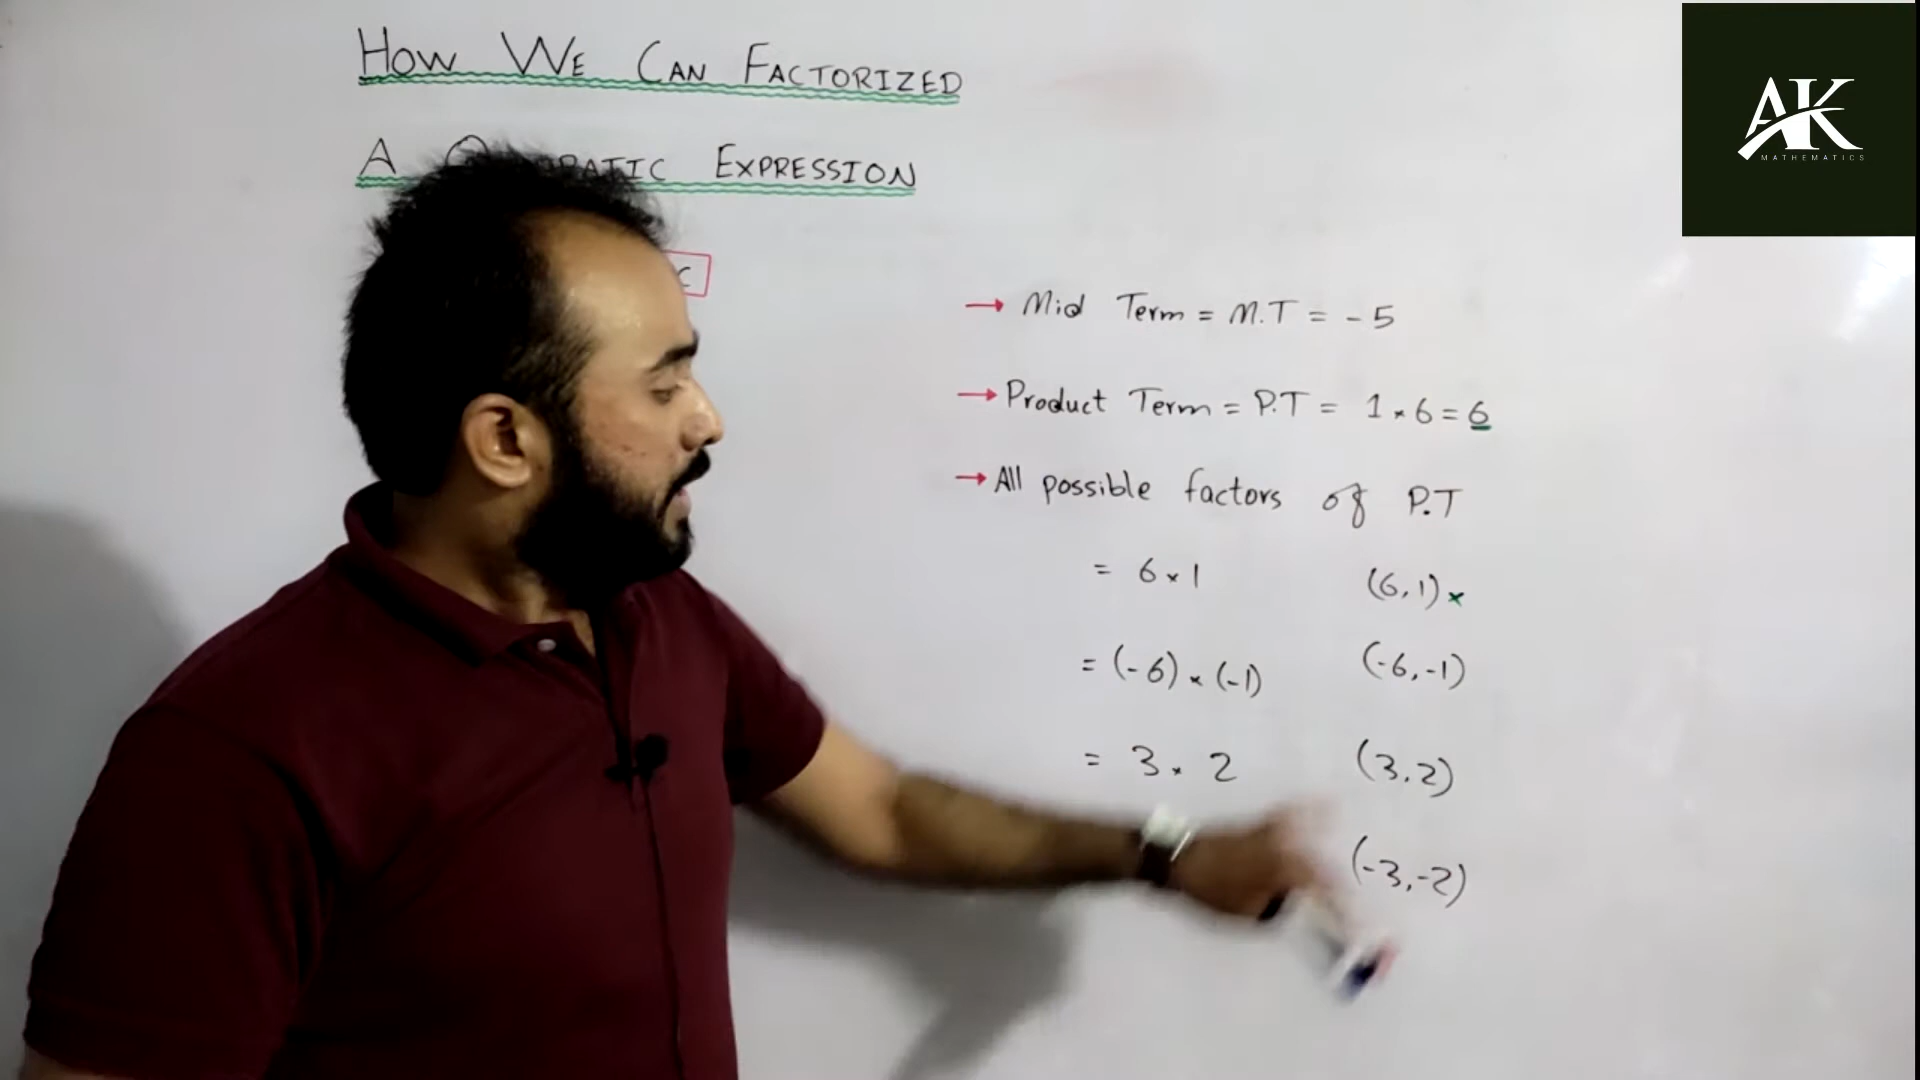 HOW WE CAN FACTORIZED
A EXPRESSION
C
AK
MATHEMATICS
→ Mid Term = M.T = - 5
→ Product Term = P.T = 1 × 6 = 6
→ All possible factors of P.T
= 6 × 1 (6,1) ×
= (-6) × (-1) (-6,-1)
= 3 × 2 (3,2)
(-3,-2)